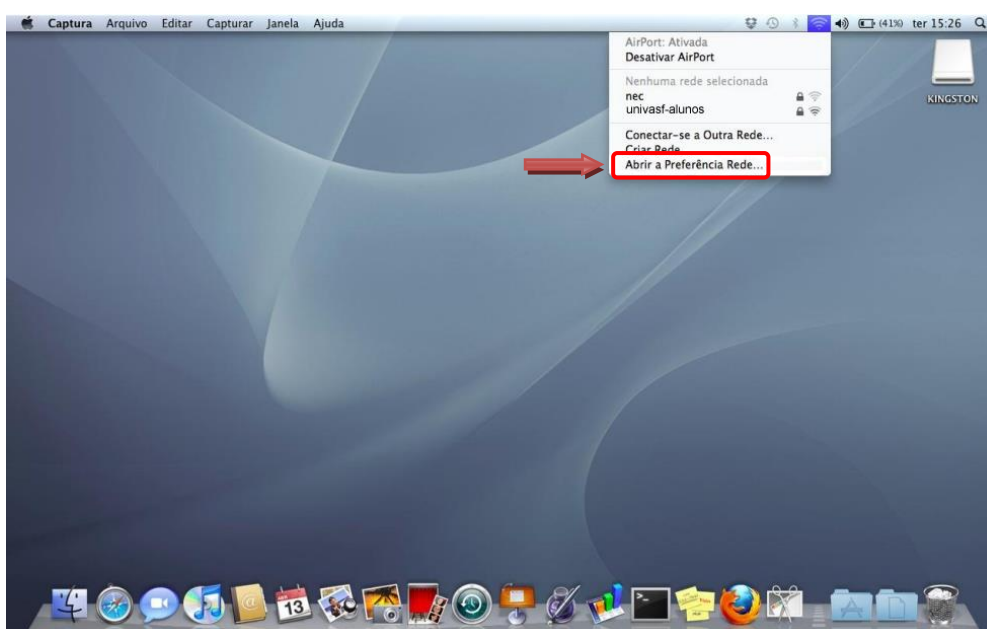 Captura Arquivo Editar Capturar Janela Ajuda (41%) ter 15:26
AirPort: Ativada
Desativar AirPort
Nenhuma rede selecionada
nec
univasf-alunos
Conectar-se a Outra Rede...
Criar Rede...
Abrir a Preferência Rede...
KINGSTON
13